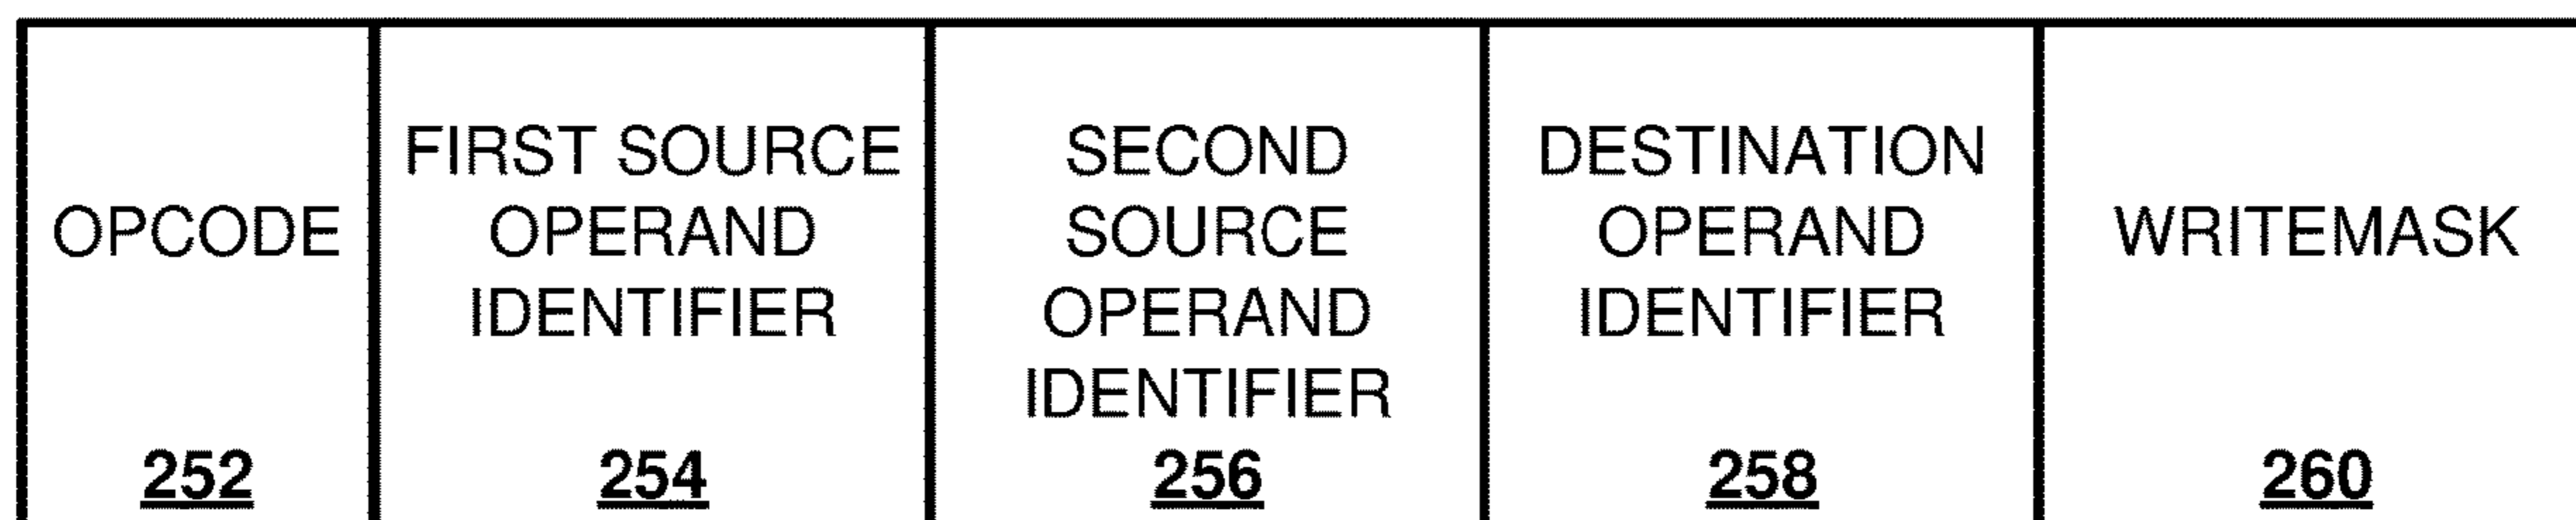 OPCODE
252
FIRST SOURCE
OPERAND
IDENTIFIER
254
SECOND
SOURCE
OPERAND
IDENTIFIER
256
DESTINATION
OPERAND
IDENTIFIER
258
WRITEMASK
260